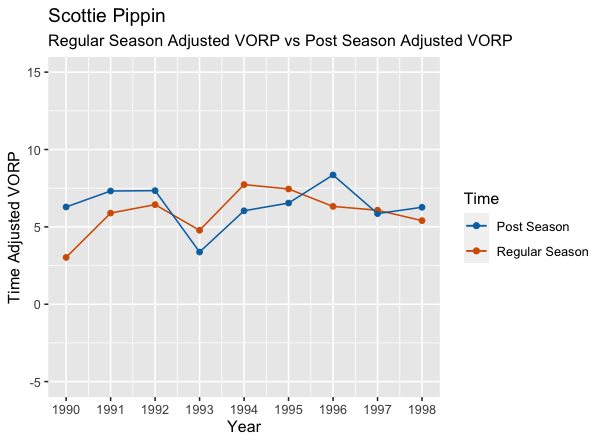 Scottie Pippin
Regular Season Adjusted VORP vs Post Season Adjusted VORP
Time Adjusted VORP
15
10
5
0
-5
1990 1991 1992 1993 1994 1995 1996 1997 1998
Year
Time
Post Season
Regular Season